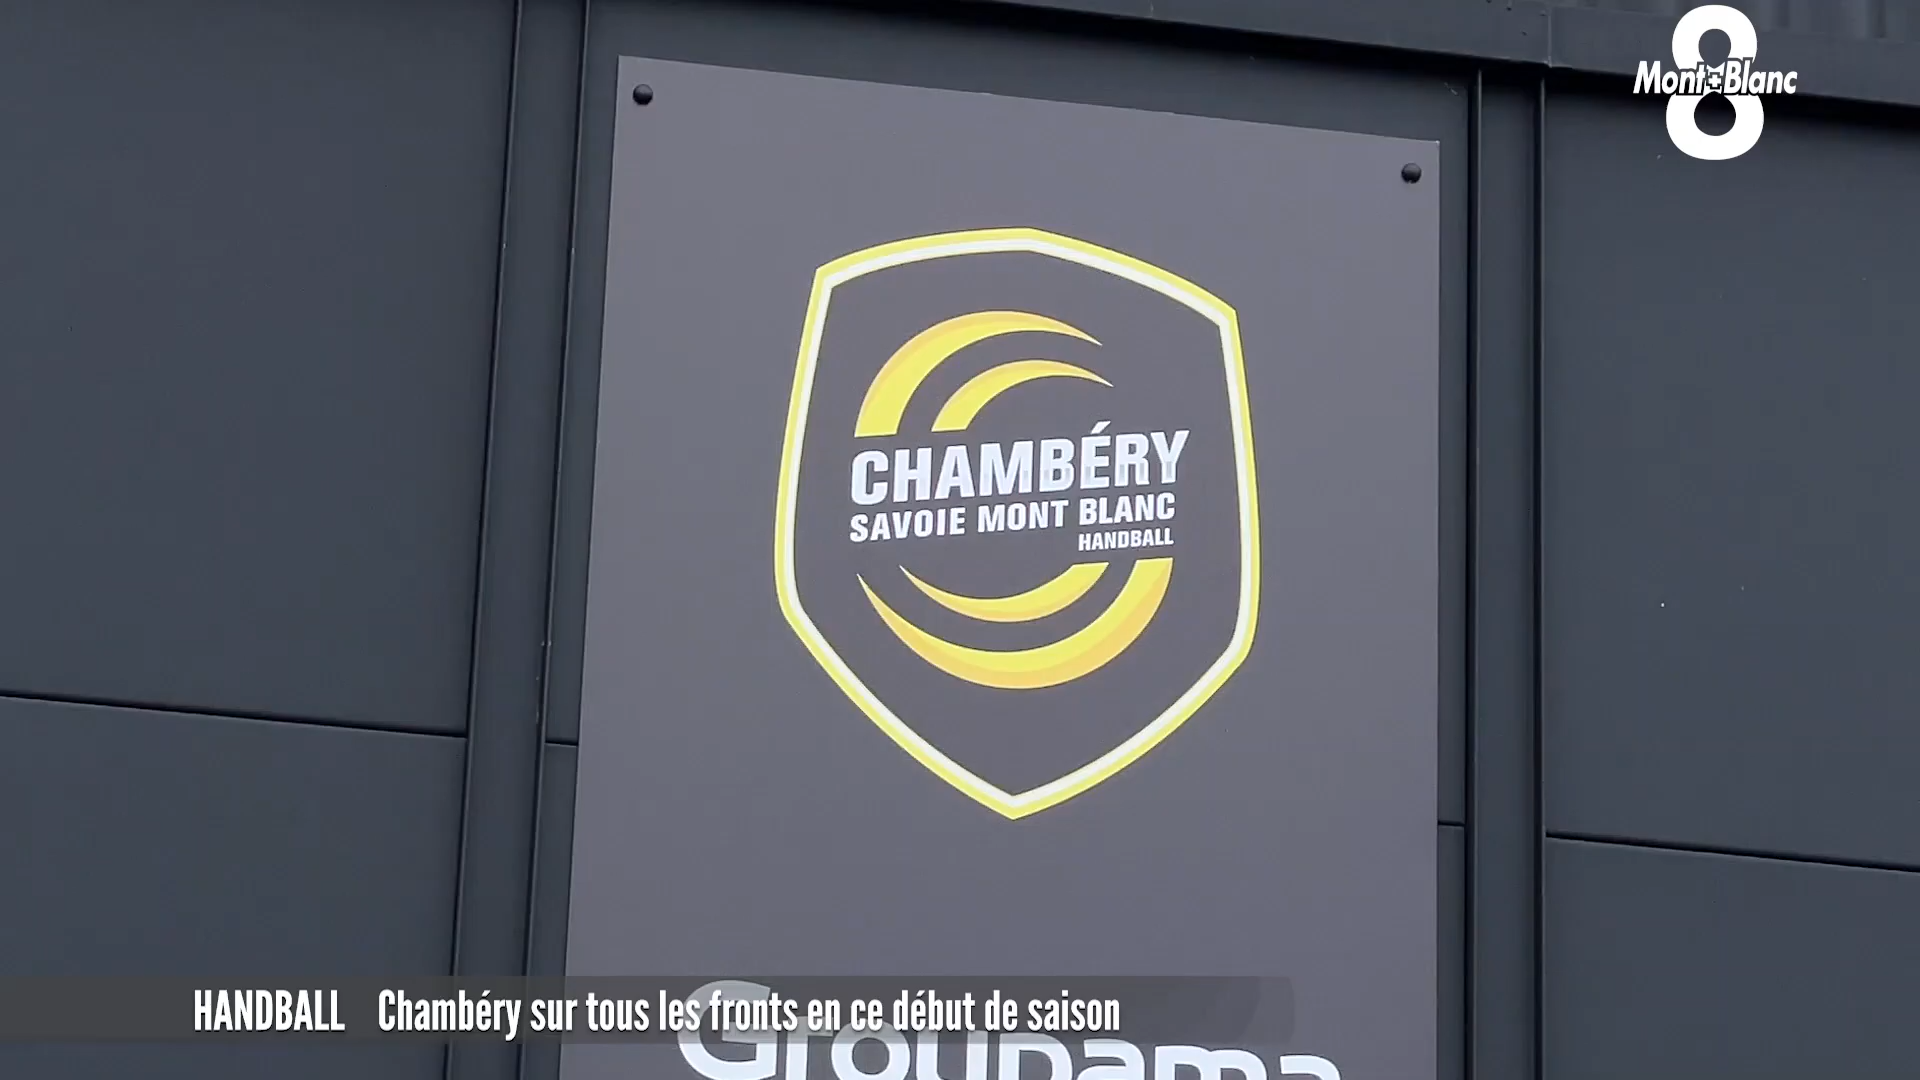 8
Mont+Blanc
CHAMBÉRY
SAVOIE MONT BLANC
HANDBALL
HANDBALL Chambéry sur tous les fronts en ce début de saison
Groupama